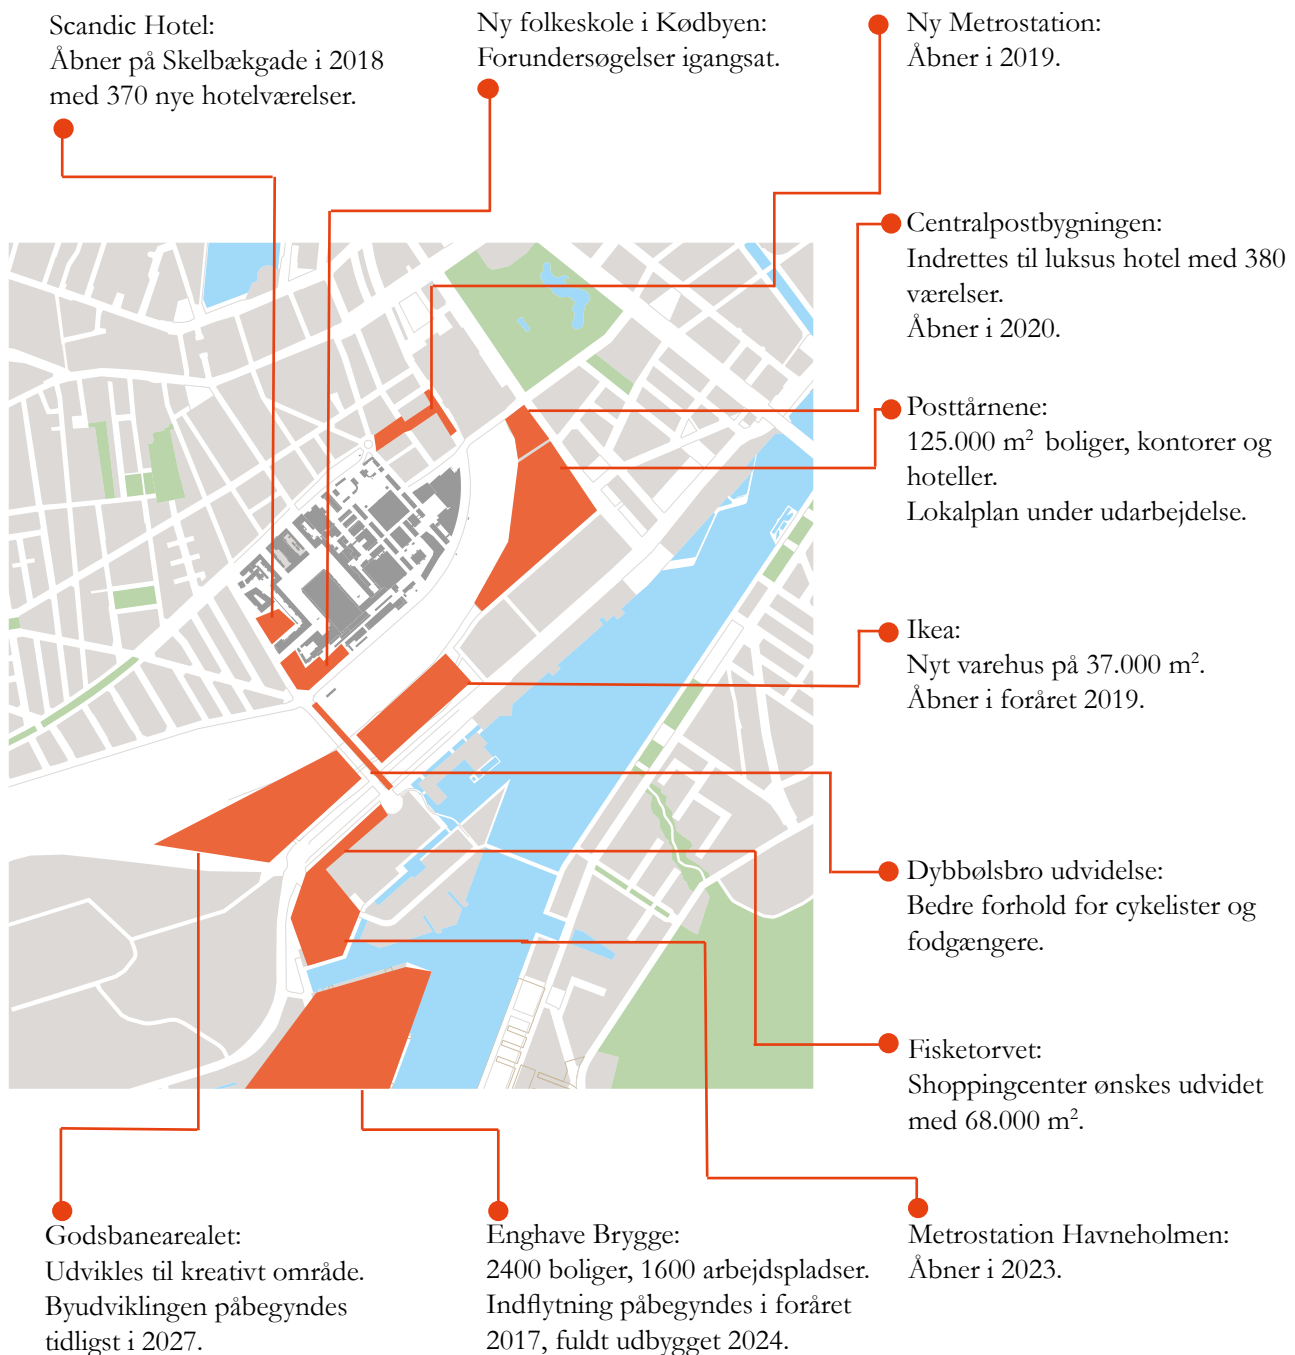 Scandic Hotel:
Åbner på Skelbækgade i 2018
med 370 nye hotelværelser.
Ny folkeskole i Kødbyen:
Forundersøgelser igangsat.
Ny Metrostation:
Åbner i 2019.
Centralpostbygningen:
Indrettes til luksus hotel med 380
værelser.
Åbner i 2020.
Posttårnene:
125.000 m² boliger, kontorer og
hoteller.
Lokalplan under udarbejdelse.
Ikea:
Nyt varehus på 37.000 m².
Åbner i foråret 2019.
Dybbølsbro udvidelse:
Bedre forhold for cykelister og
fodgængere.
Fisketorvet:
Shoppingcenter ønskes udvidet
med 68.000 m².
Godsbanearealet:
Udvikles til kreativt område.
Byudviklingen påbegyndes
tidligst i 2027.
Enghave Brygge:
2400 boliger, 1600 arbejdspladser.
Indflytning påbegyndes i foråret
2017, fuldt udbygget 2024.
Metrostation Havneholmen:
Åbner i 2023.